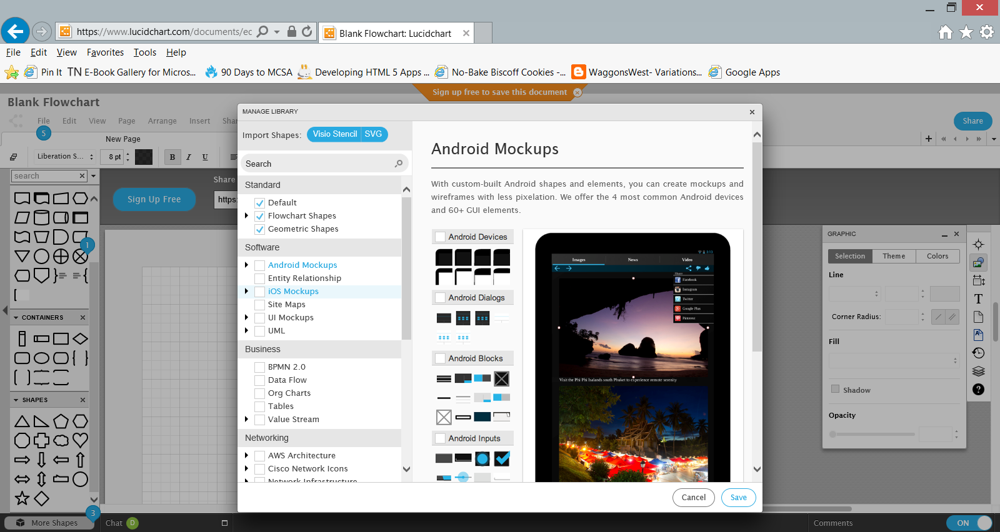 https://www.lucidchart.com/documents/ec
Blank Flowchart: Lucidchart
File Edit View Favorites Tools Help
Pin It TN E-Book Gallery for Micros... 90 Days to MCSA Developing HTML 5 Apps ... No-Bake Biscoff Cookies -... WaggonsWest- Variations... Google Apps
Sign up free to save this document
Blank Flowchart
File Edit View Page Arrange Insert Shar
Share
5
New Page
Liberation S... 8 pt B I U
search
Share
Sign Up Free
https:
1
CONTAINERS
SHAPES
3
More Shapes
Chat D
MANAGE LIBRARY
Import Shapes: Visio Stencil SVG
Search
Standard
Default
Flowchart Shapes
Geometric Shapes
Software
Android Mockups
Entity Relationship
iOS Mockups
Site Maps
UI Mockups
UML
Business
BPMN 2.0
Data Flow
Org Charts
Tables
Value Stream
Networking
AWS Architecture
Cisco Network Icons
Network Infrastructure
Android Mockups
With custom-built Android shapes and elements, you can create mockups and
wireframes with less pixelation. We offer the 4 most common Android devices
and 60+ GUI elements.
Android Devices
Android Dialogs
Android Blocks
Android Inputs
3:13
Images News Video
Share
Facebook
Instagram
Twitter
Google Plus
Pinterest
Visit the Phi Phi Isalands south Phuket to experience remote serenity
Cancel Save
GRAPHIC
Selection Theme Colors
Line
Corner Radius:
Fill
Shadow
Opacity
T
A
?
Comments ON